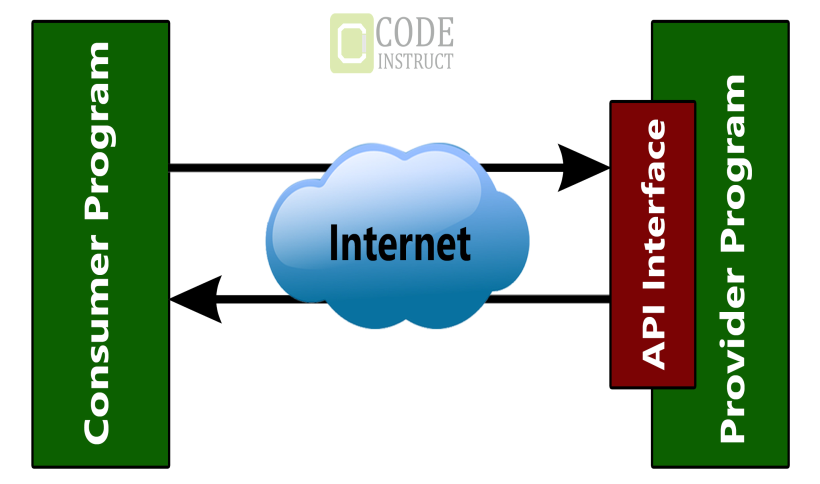 CODE
INSTRUCT
Consumer Program
Internet
API Interface
Provider Program